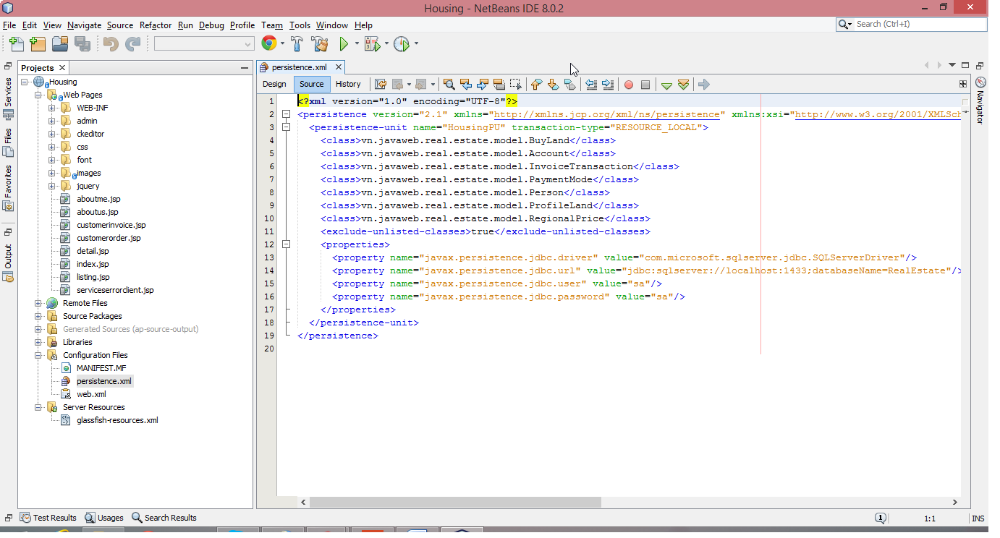 Housing - NetBeans IDE 8.0.2
File Edit View Navigate Source Refactor Run Debug Profile Team Tools Window Help
Search (Ctrl+I)
Services
Files
Favorites
Output
Projects
Housing
Web Pages
WEB-INF
admin
ckeditor
css
font
images
jquery
aboutme.jsp
aboutus.jsp
customerinvoice.jsp
customerorder.jsp
detail.jsp
index.jsp
listing.jsp
serviceserrorclient.jsp
Remote Files
Source Packages
Generated Sources (ap-source-output)
Libraries
Configuration Files
MANIFEST.MF
persistence.xml
web.xml
Server Resources
glassfish-resources.xml
persistence.xml
Design Source History
1 <?xml version="1.0" encoding="UTF-8"?>
2 <persistence version="2.1" xmlns="http://xmlns.jcp.org/xml/ns/persistence" xmlns:xsi="http://www.w3.org/2001/XMLSch
3 <persistence-unit name="HousingPU" transaction-type="RESOURCE_LOCAL">
4 <class>vn.javaweb.real.estate.model.BuyLand</class>
5 <class>vn.javaweb.real.estate.model.Account</class>
6 <class>vn.javaweb.real.estate.model.InvoiceTransaction</class>
7 <class>vn.javaweb.real.estate.model.PaymentMode</class>
8 <class>vn.javaweb.real.estate.model.Person</class>
9 <class>vn.javaweb.real.estate.model.ProfileLand</class>
10 <class>vn.javaweb.real.estate.model.RegionalPrice</class>
11 <exclude-unlisted-classes>true</exclude-unlisted-classes>
12 <properties>
13 <property name="javax.persistence.jdbc.driver" value="com.microsoft.sqlserver.jdbc.SQLServerDriver"/>
14 <property name="javax.persistence.jdbc.url" value="jdbc:sqlserver://localhost:1433;databaseName=RealEstate"/>
15 <property name="javax.persistence.jdbc.user" value="sa"/>
16 <property name="javax.persistence.jdbc.password" value="sa"/>
17 </properties>
18 </persistence-unit>
19 </persistence>
20
Navigator
Test Results Usages Search Results
1 1:1 INS